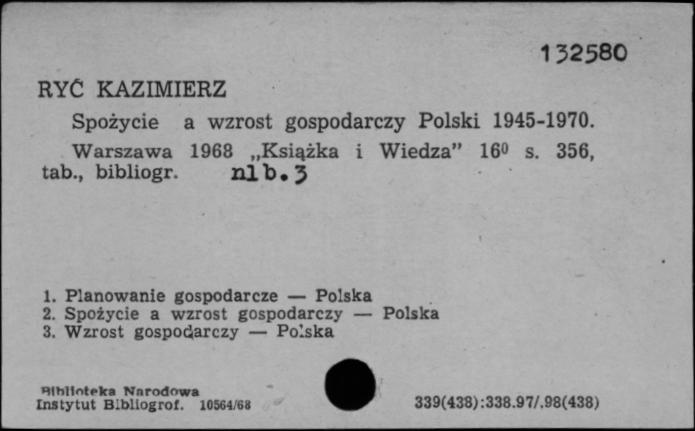 132580
RYĆ KAZIMIERZ
Spożycie a wzrost gospodarczy Polski 1945-1970.
Warszawa 1968 „Książka i Wiedza” 16⁰ s. 356,
tab., bibliogr. nlb. 3
1. Planowanie gospodarcze — Polska
2. Spożycie a wzrost gospodarczy — Polska
3. Wzrost gospodarczy — Polska
Biblioteka Narodowa
Instytut Bibliogrof. 10564/68
339(438):338.97/.98(438)